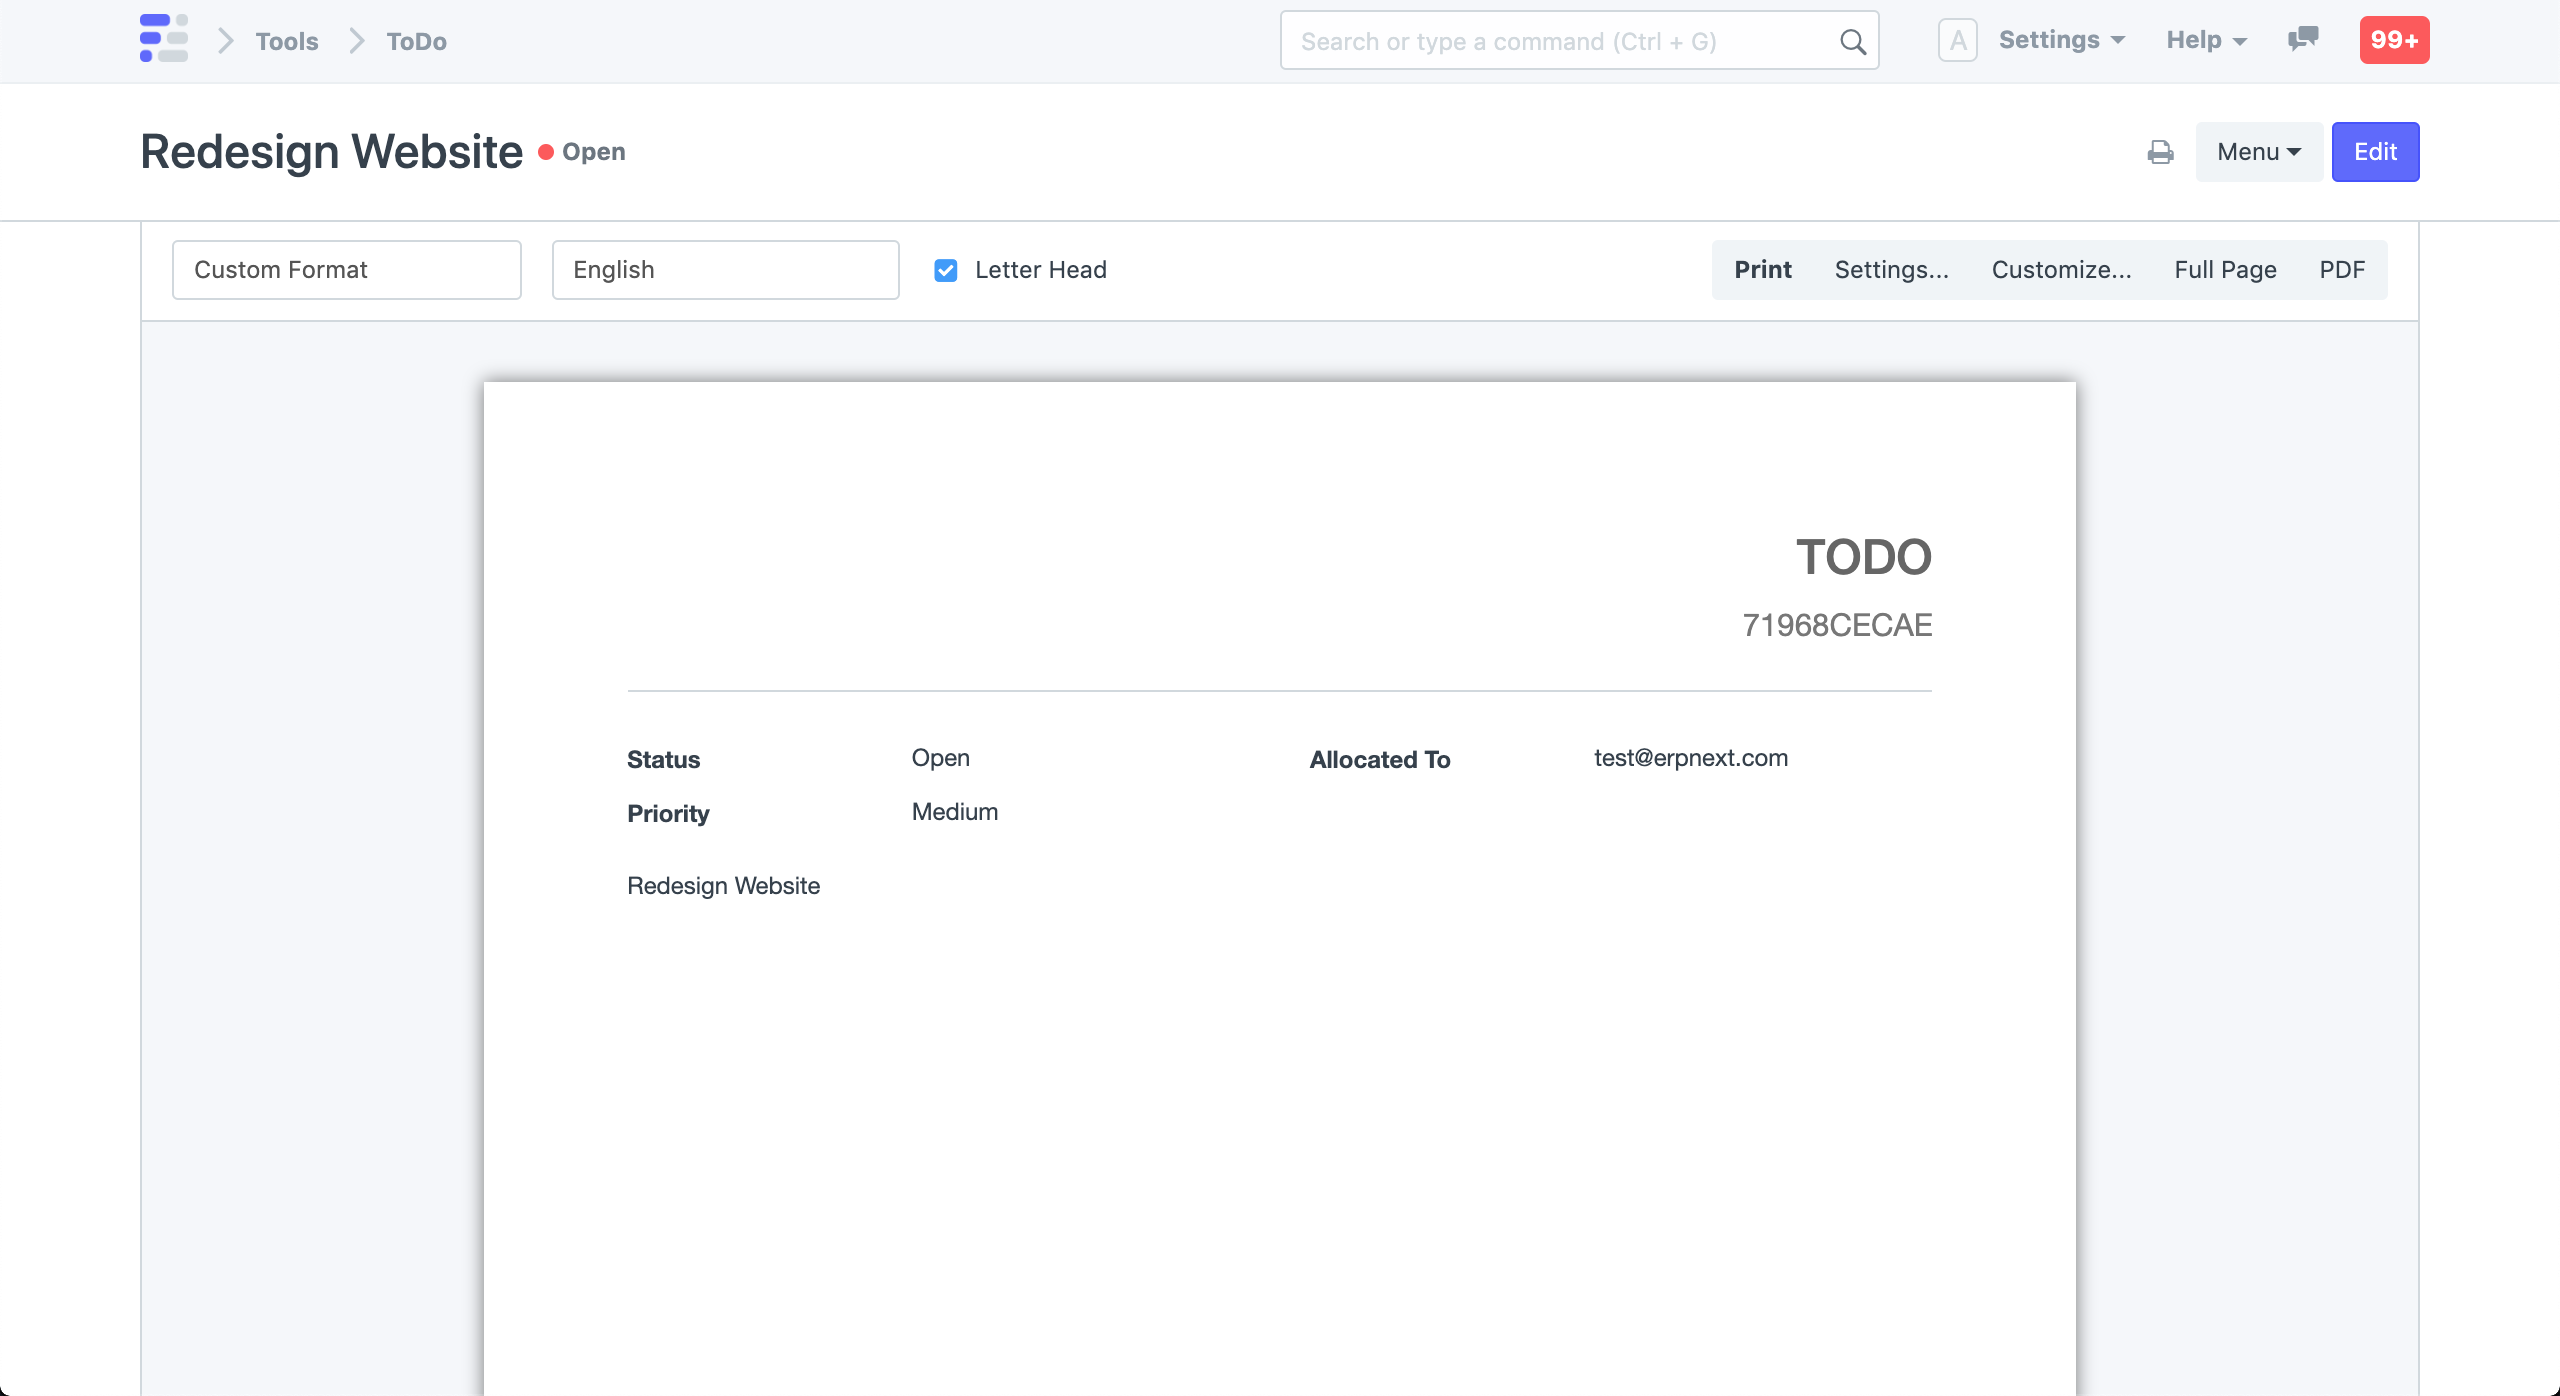 Tools ToDo Search or type a command (Ctrl + G) A Settings Help 99+
Redesign Website Open Menu Edit
Custom Format English Letter Head Print Settings... Customize... Full Page PDF
TODO
71968CECAE
Status Open Allocated To test@erpnext.com
Priority Medium
Redesign Website